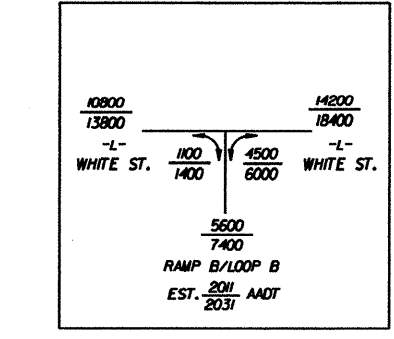 10800 14200
13800 18400
-L- -L-
WHITE ST. 1100 4500 WHITE ST.
1400 6000
5600
7400
RAMP B/LOOP B
EST. 2011 AADT
2031